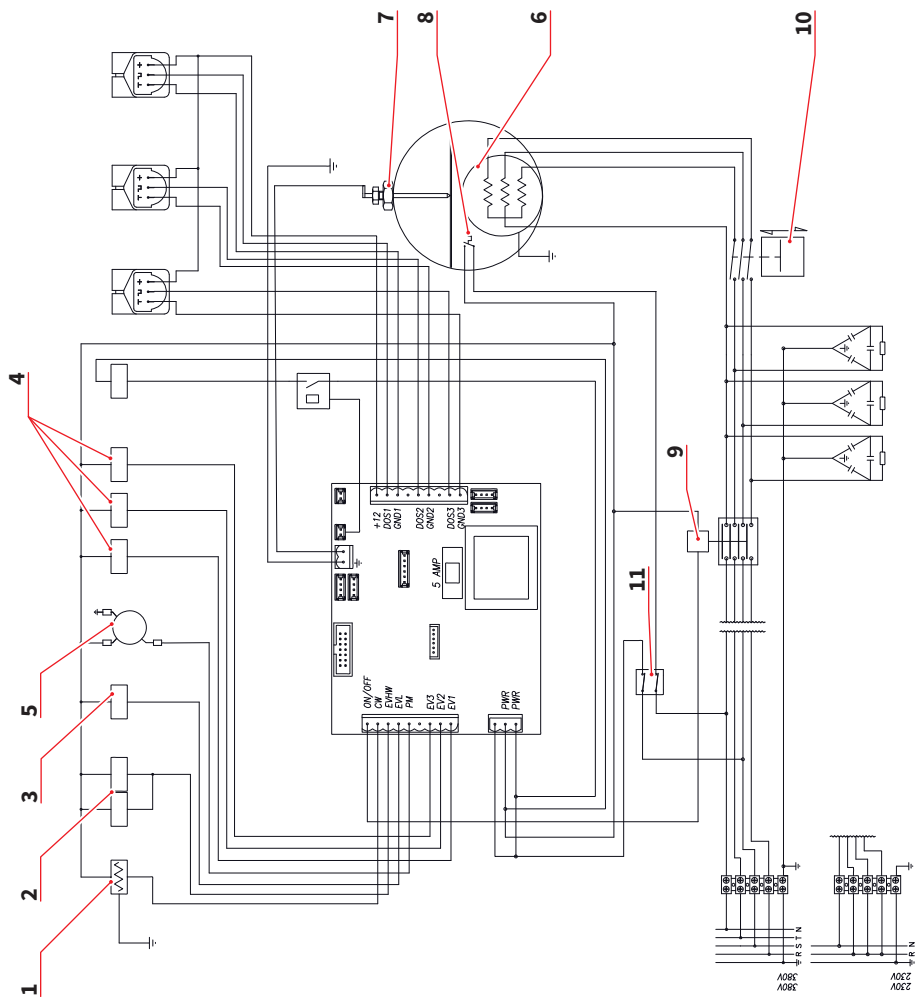 7
8
6
10
4
9
11
5
3
2
1
+12
DOS1
GND1
DOS2
GND2
DOS3
GND3
5 AMP
ON/OFF
CW
EVHW
EVL
PM
EV3
EV2
EV1
PWR
PWR
R S T N
380V
380V
R N
230V
230V